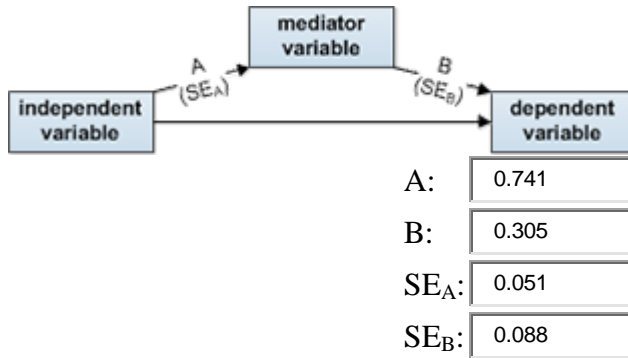 mediator
variable
A
(SEA)
B
(SEB)
independent
variable
dependent
variable
A: 0.741
B: 0.305
SEA: 0.051
SEB: 0.088